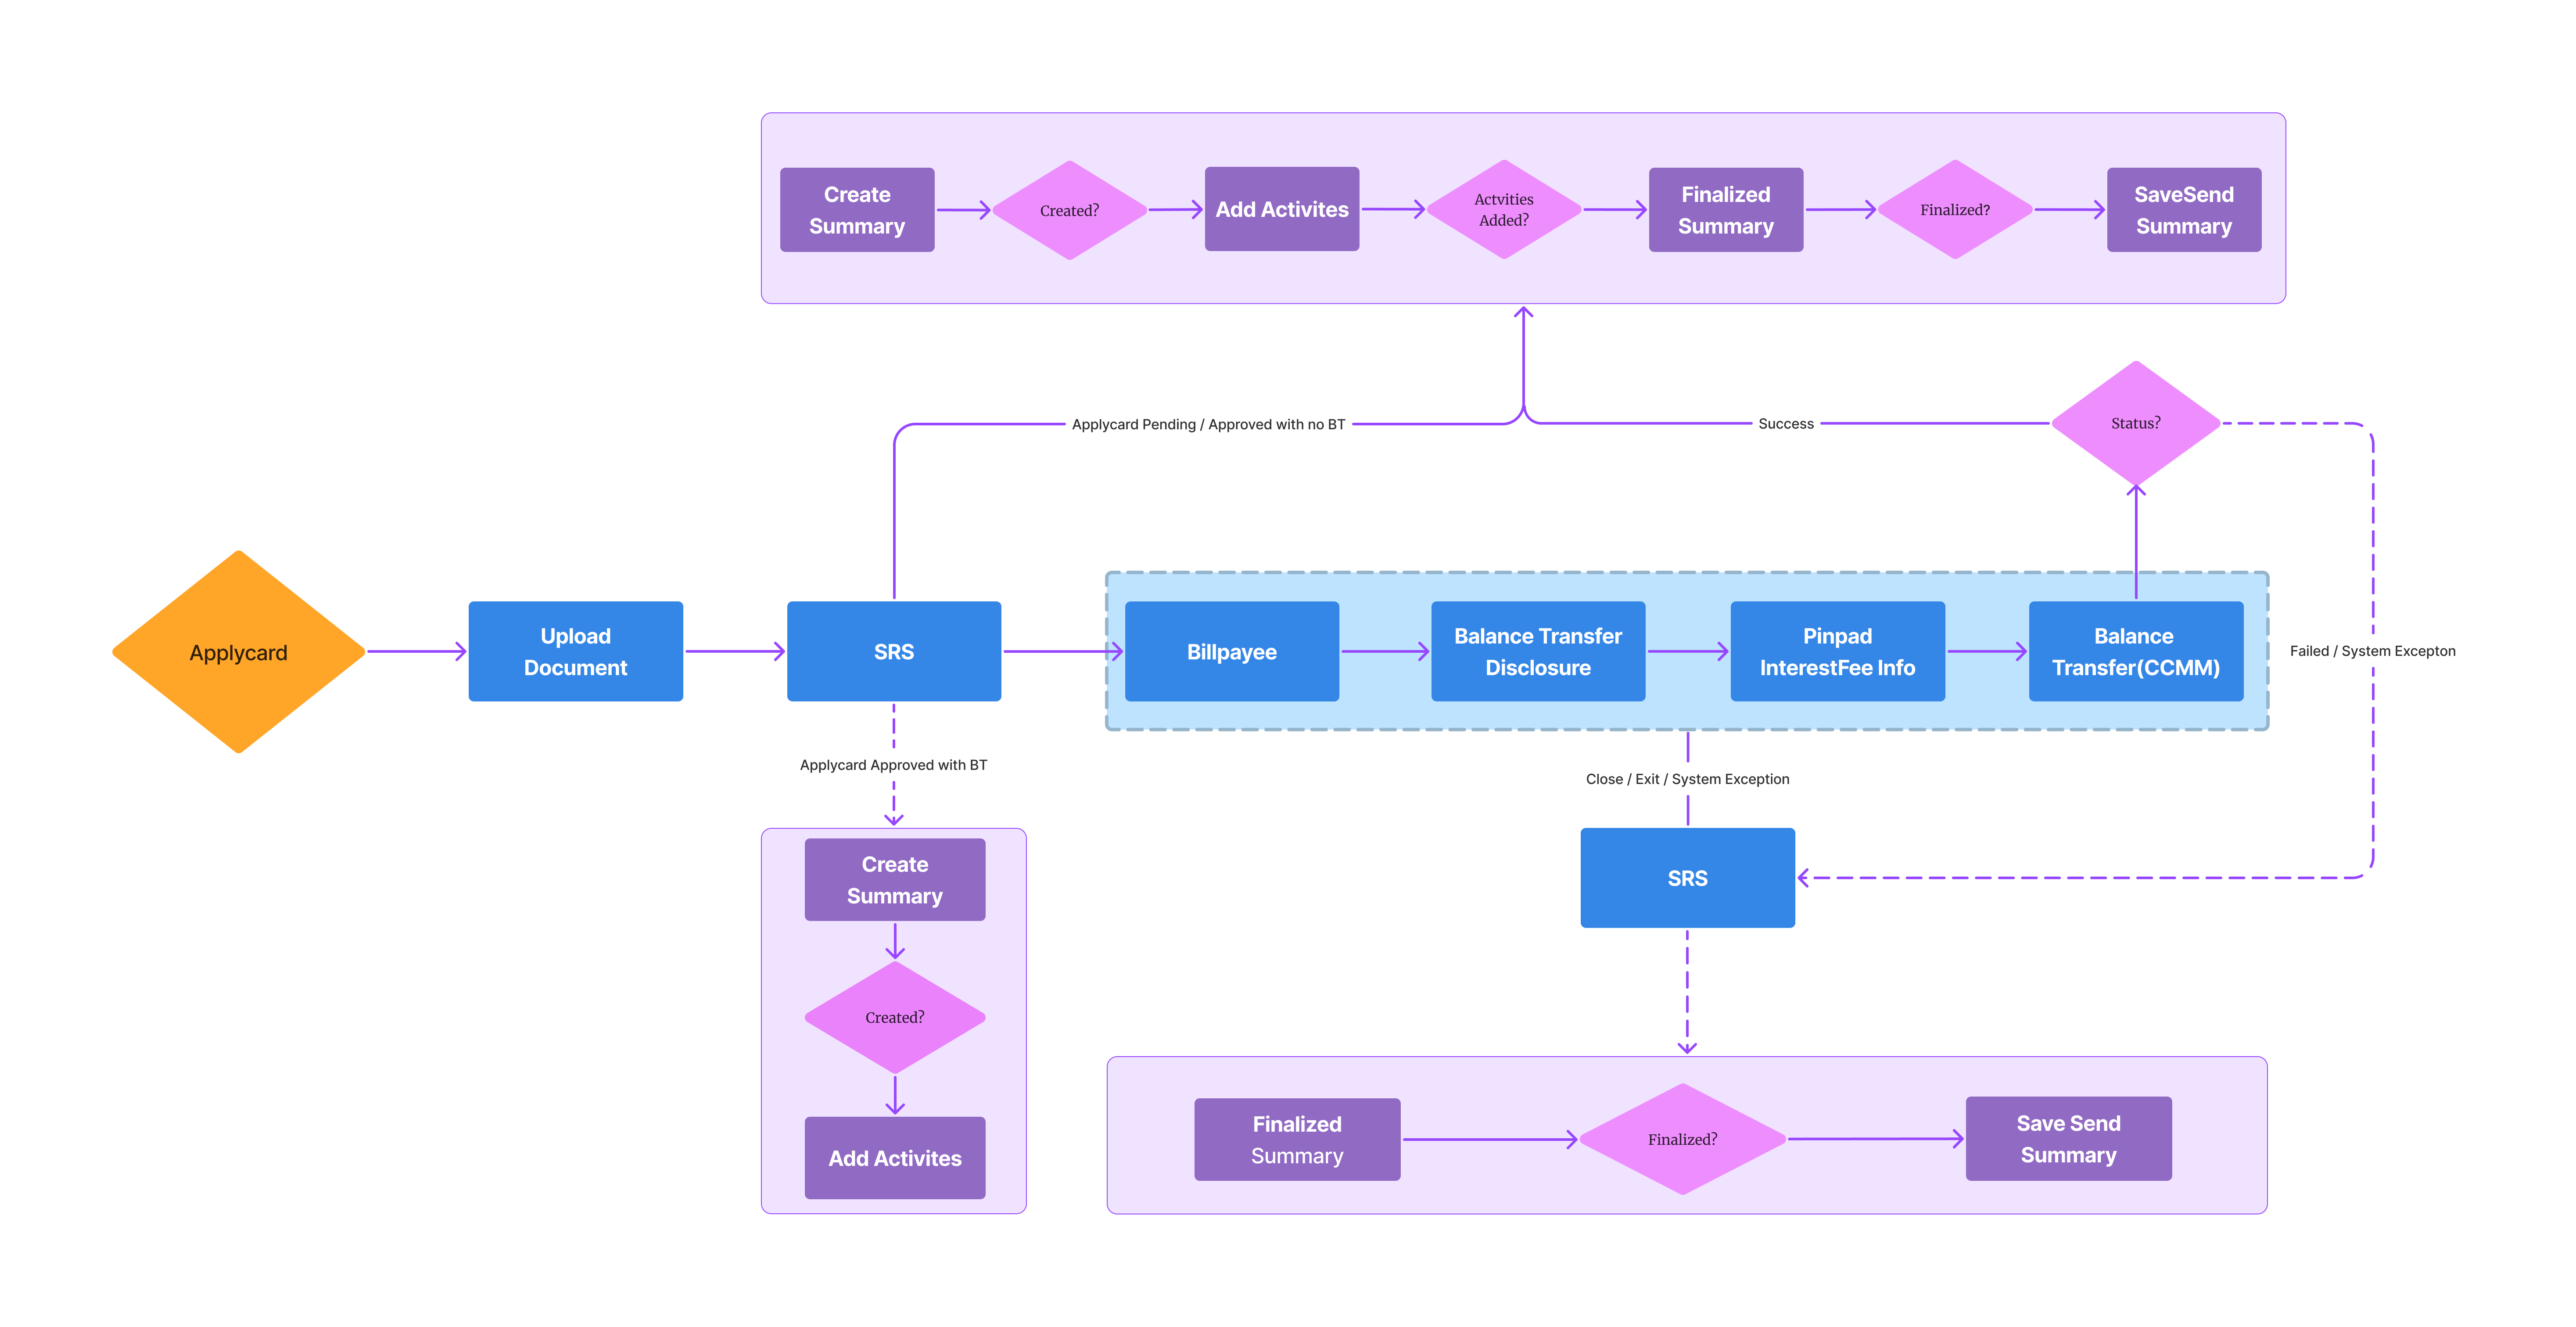 Create
Summary
Created?
Add Activites
Actvities
Added?
Finalized
Summary
Finalized?
SaveSend
Summary
Applycard Pending / Approved with no BT
Success
Status?
Applycard
Upload
Document
SRS
Billpayee
Balance Transfer
Disclosure
Pinpad
InterestFee Info
Balance
Transfer(CCMM)
Failed / System Excepton
Applycard Approved with BT
Close / Exit / System Exception
Create
Summary
Created?
Add Activites
SRS
Finalized
Summary
Finalized?
Save Send
Summary